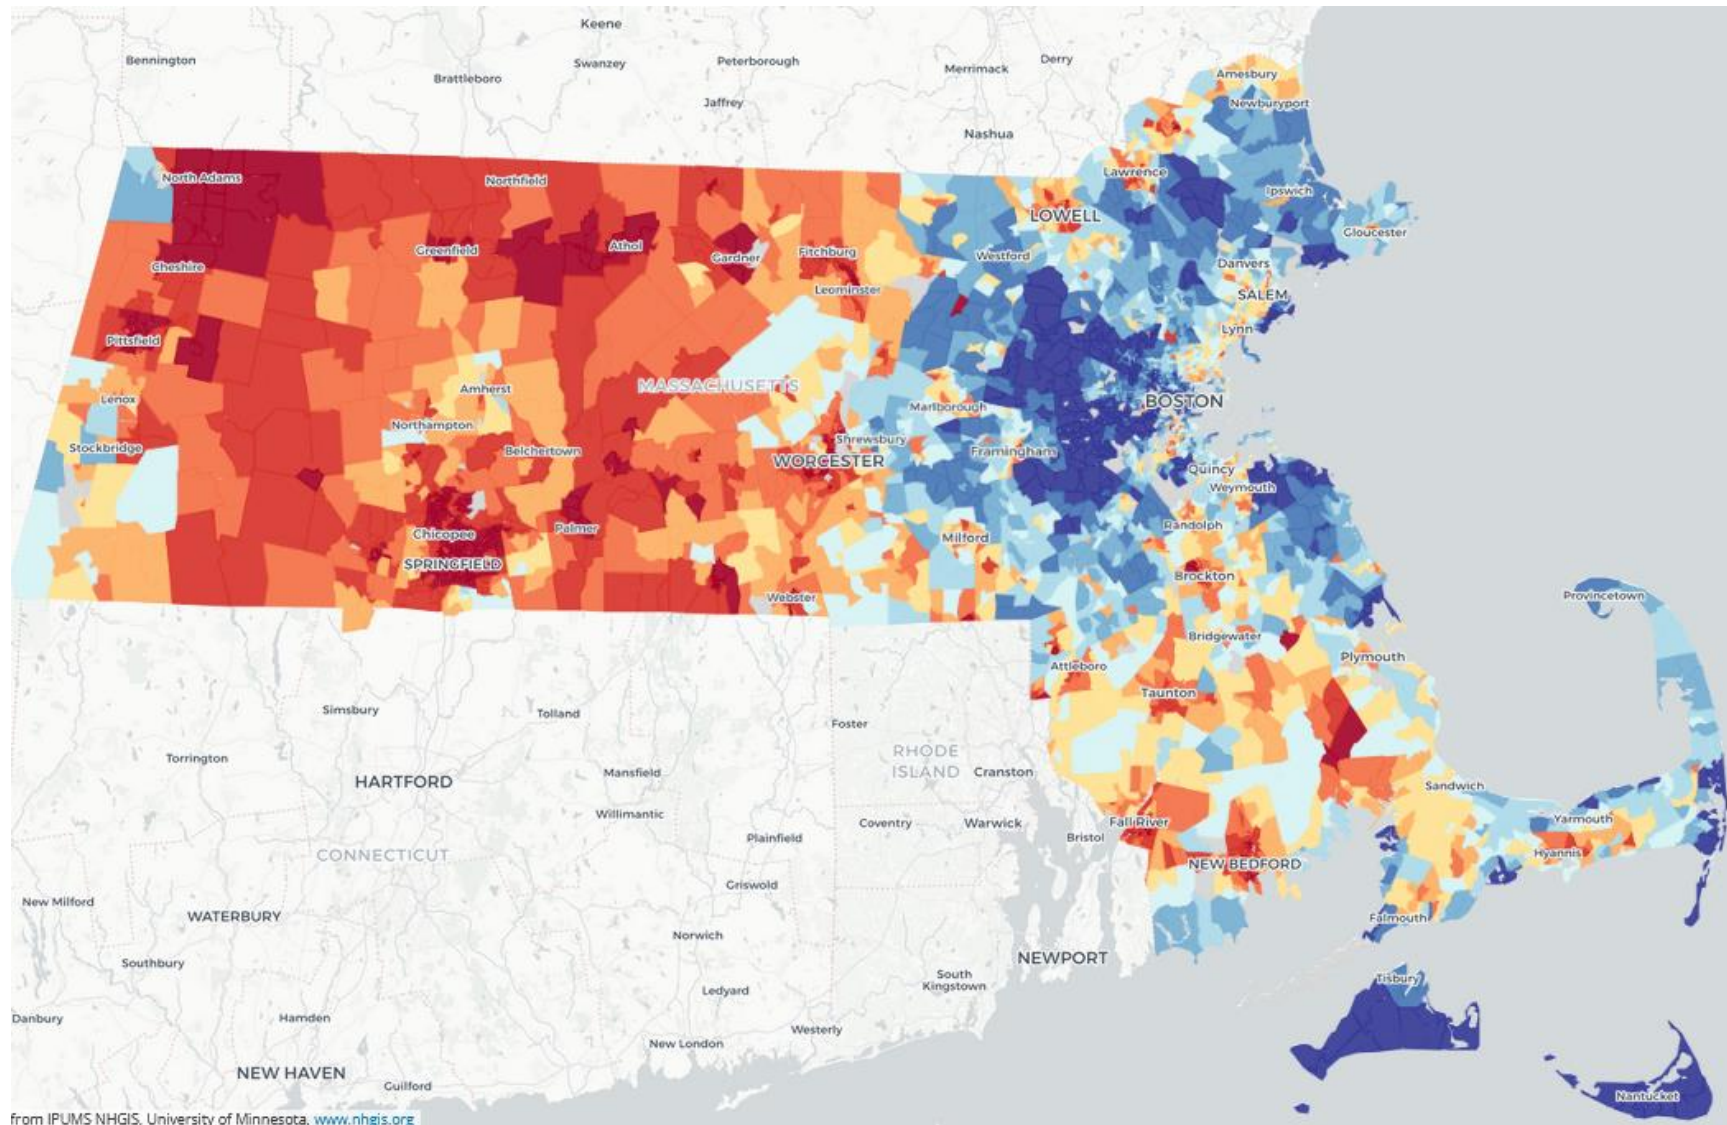 Keene
Bennington
Swanzey
Peterborough
Derry
Merrimack
Brattleboro
Amesbury
Jaffrey
Newburyport
Nashua
Lawrence
North Adams
Northfield
Ipswich
LOWELL
Gloucester
Greenfield
Athol
Gardner
Fitchburg
Westford
Danvers
Cheshire
Leominster
SALEM
Lynn
Pittsfield
MASSACHUSETTS
Amherst
Lenox
Marlborough
BOSTON
Northampton
Shrewsbury
Stockbridge
Belchertown
WORCESTER
Framingham
Quincy
Weymouth
Palmer
Chicopee
Milford
Randolph
SPRINGFIELD
Brockton
Webster
Provincetown
Bridgewater
Plymouth
Attleboro
Taunton
Simsbury
Tolland
Foster
Torrington
RHODE
ISLAND
HARTFORD
Mansfield
Cranston
Sandwich
Willimantic
Coventry
Warwick
Fall River
Yarmouth
Plainfield
Bristol
CONNECTICUT
Hyannis
NEW BEDFORD
Griswold
New Milford
WATERBURY
Falmouth
Norwich
Southbury
NEWPORT
South
Kingstown
Tisbury
Ledyard
Danbury
Hamden
Westerly
New London
NEW HAVEN
Guilford
Nantucket
from IPUMS NHGIS, University of Minnesota, www.nhgis.org